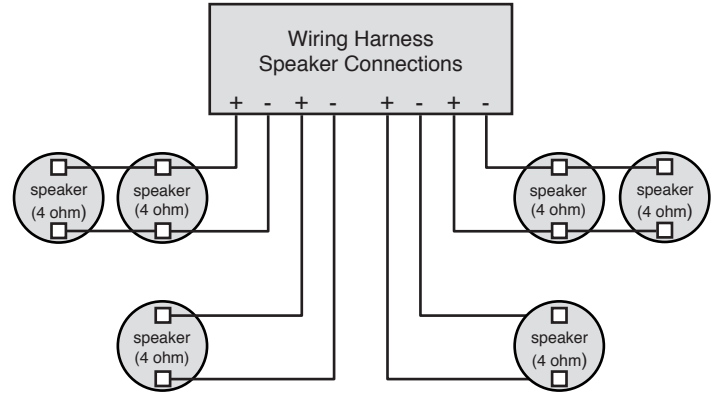 Wiring Harness
Speaker Connections
+ - + - + - + -
speaker
(4 ohm)
speaker
(4 ohm)
speaker
(4 ohm)
speaker
(4 ohm)
speaker
(4 ohm)
speaker
(4 ohm)